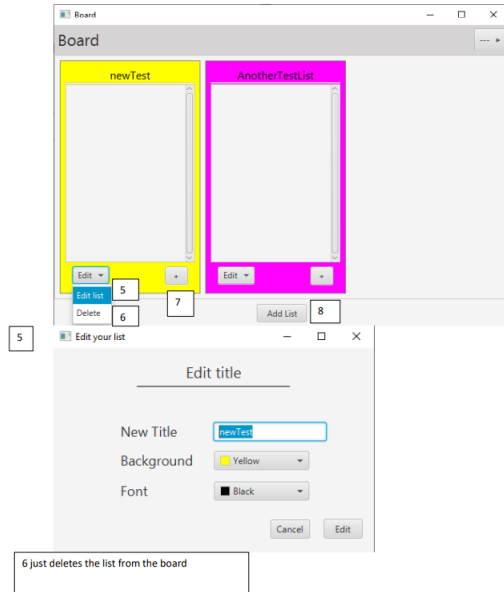 Board
Board
--- ▸
newTest
AnotherTestList
Edit
+
Edit
+
Edit list
5
Delete
6
7
Add List
8
5
Edit your list
Edit title
New Title
newTest
Background
Yellow
Font
Black
Cancel
Edit
6 just deletes the list from the board